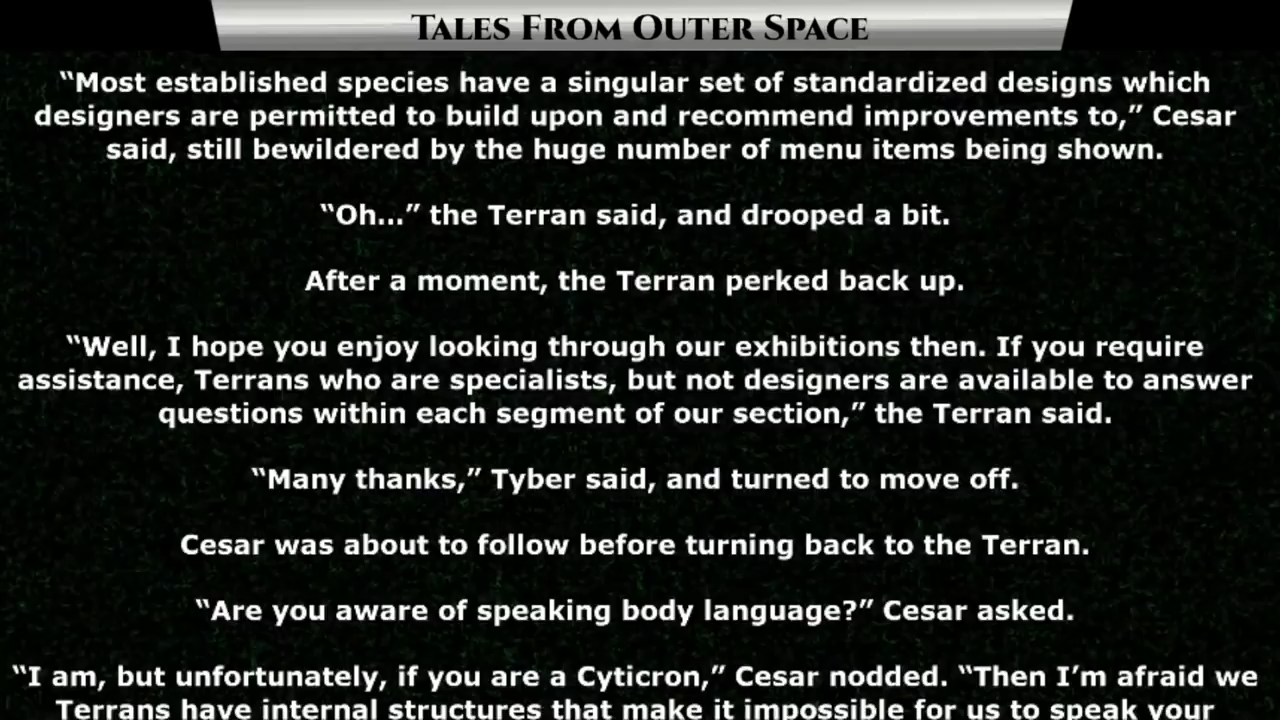 Tales From Outer Space
“Most established species have a singular set of standardized designs which
designers are permitted to build upon and recommend improvements to,” Cesar
said, still bewildered by the huge number of menu items being shown.
“Oh...” the Terran said, and drooped a bit.
After a moment, the Terran perked back up.
“Well, I hope you enjoy looking through our exhibitions then. If you require
assistance, Terrans who are specialists, but not designers are available to answer
questions within each segment of our section,” the Terran said.
“Many thanks,” Tyber said, and turned to move off.
Cesar was about to follow before turning back to the Terran.
“Are you aware of speaking body language?” Cesar asked.
“I am, but unfortunately, if you are a Cyticron,” Cesar nodded. “Then I’m afraid we
Terrans have internal structures that make it impossible for us to speak your